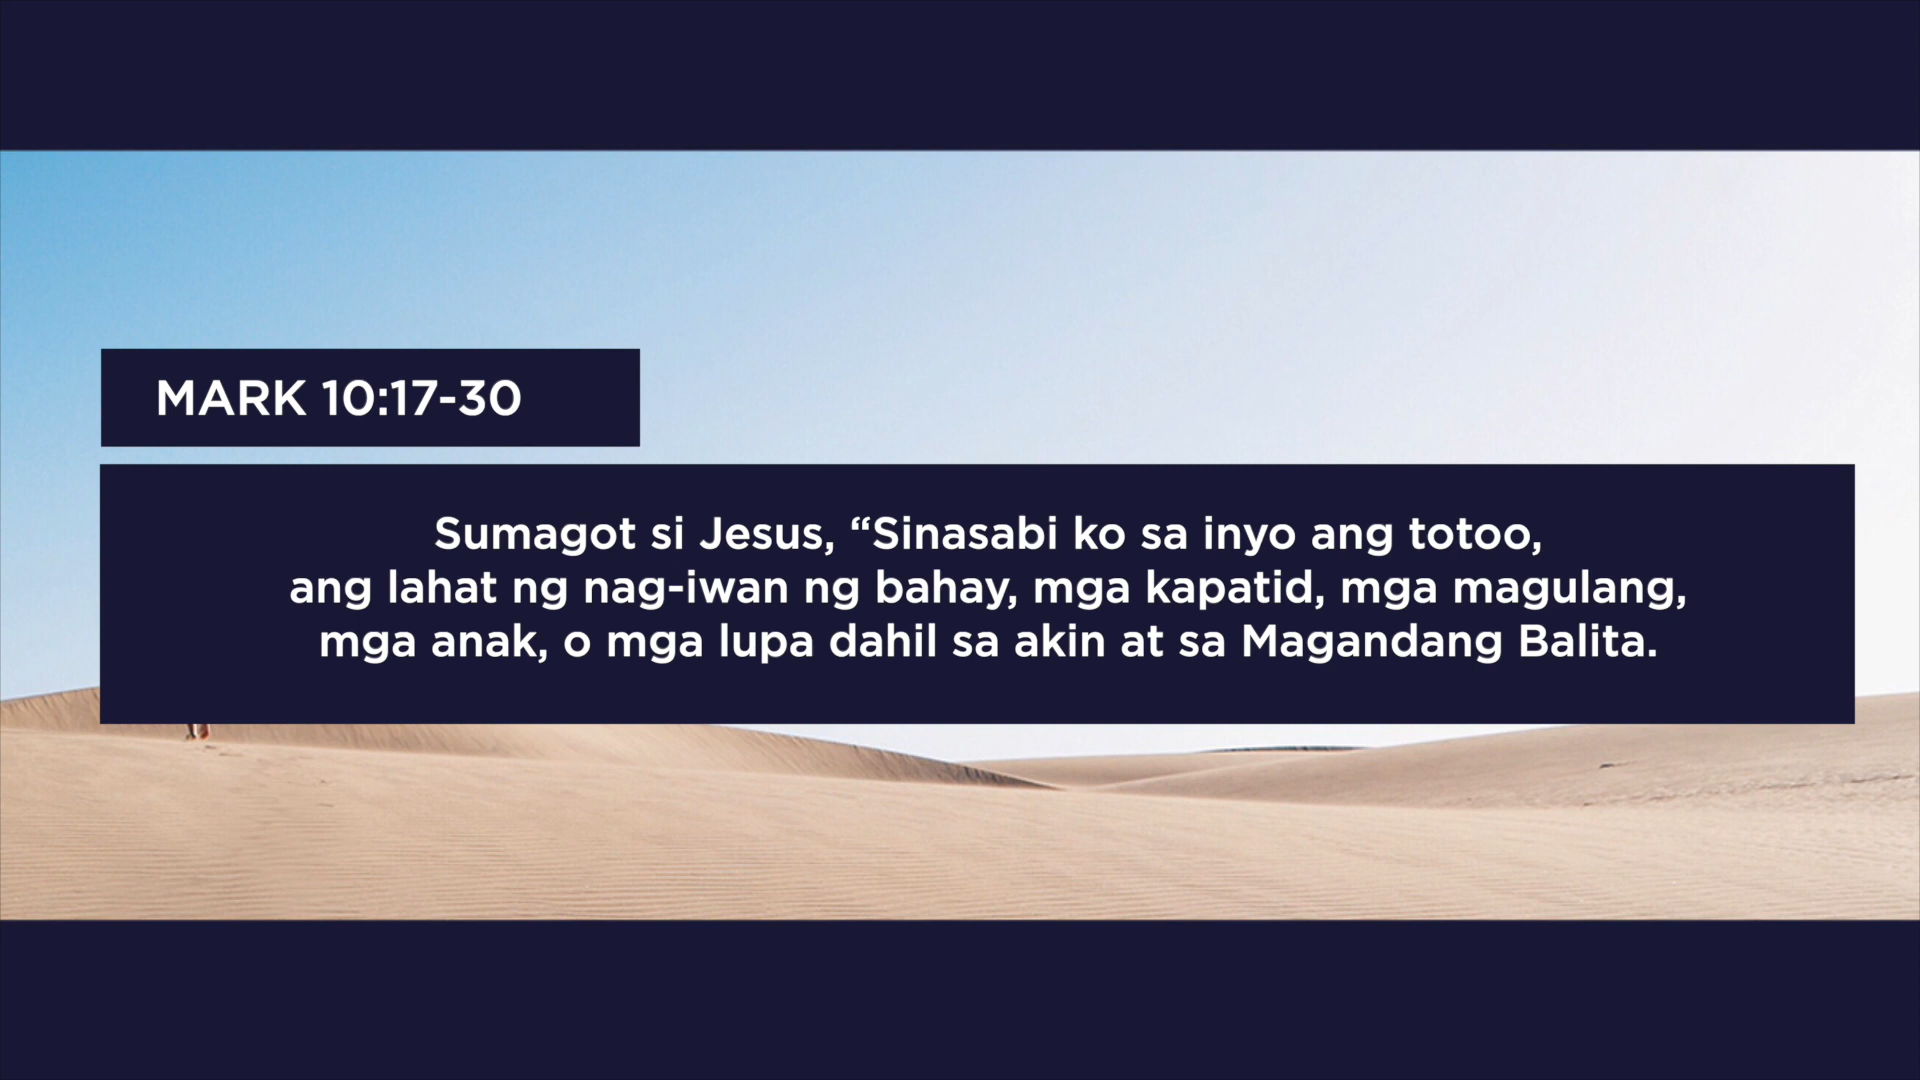 MARK 10:17-30
Sumagot si Jesus, “Sinasabi ko sa inyo ang totoo,
ang lahat ng nag-iwan ng bahay, mga kapatid, mga magulang,
mga anak, o mga lupa dahil sa akin at sa Magandang Balita.